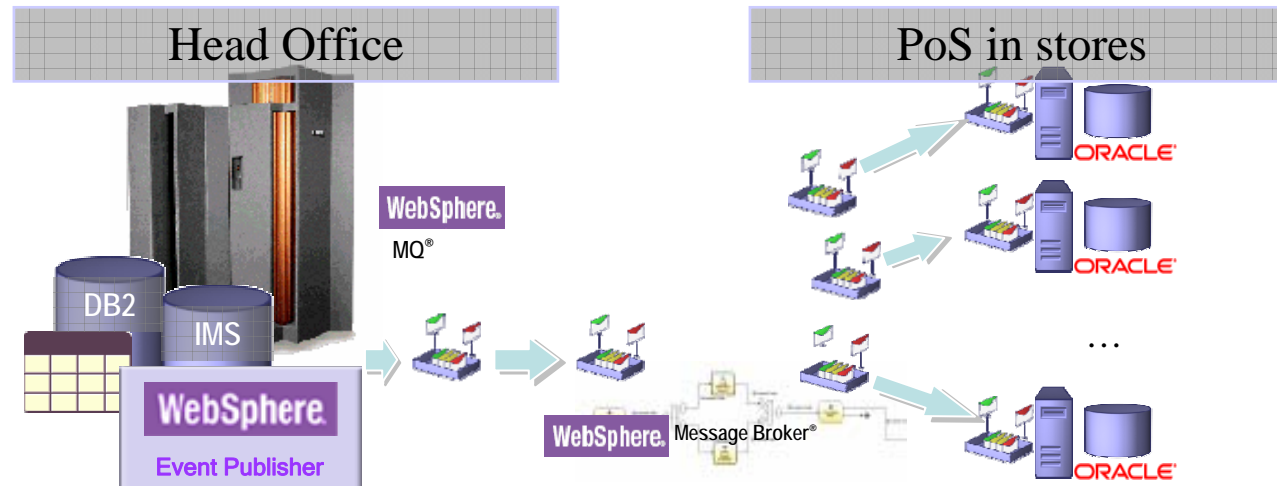 Head Office
PoS in stores
ORACLE®
WebSphere®
MQ®
ORACLE®
DB2
IMS
...
WebSphere
Event Publisher
WebSphere® Message Broker®
ORACLE®